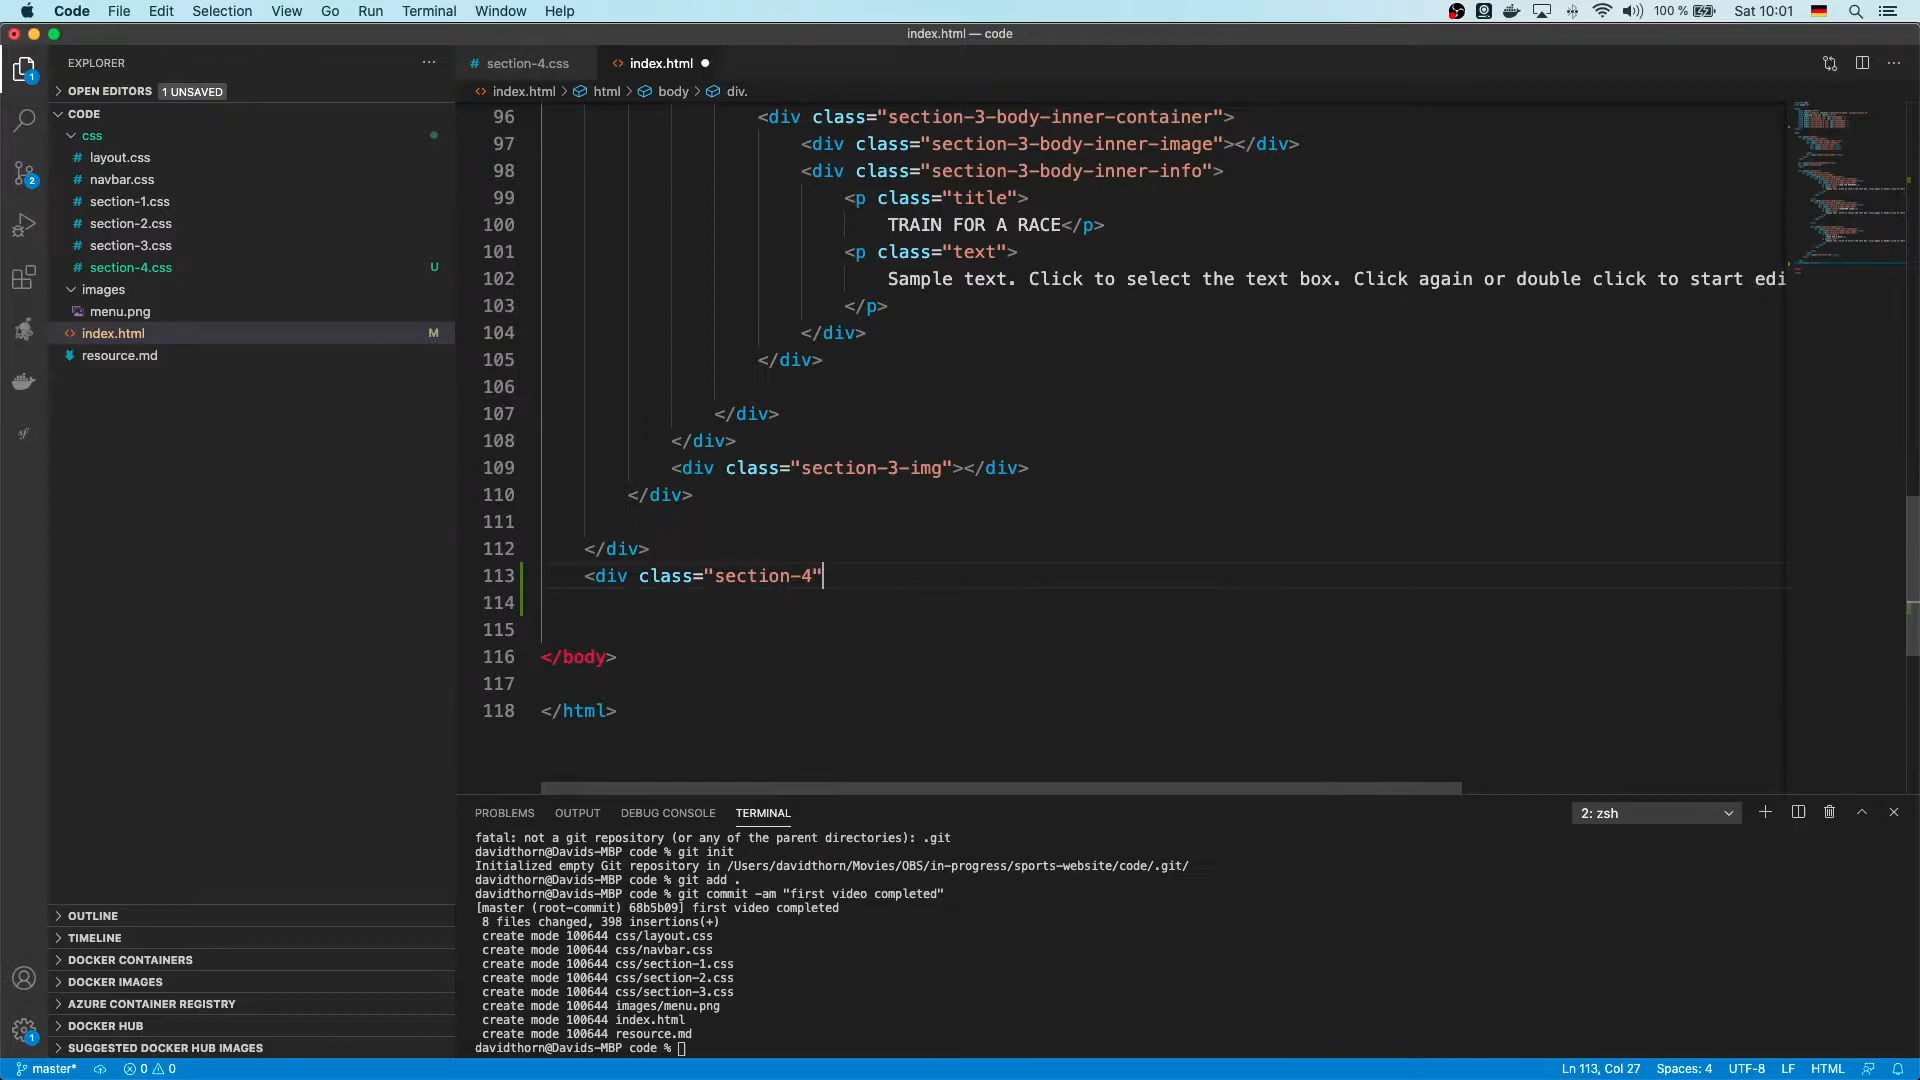 Code File Edit Selection View Go Run Terminal Window Help 100 % Sat 10:01
index.html — code
EXPLORER
OPEN EDITORS 1 UNSAVED
CODE
css
layout.css
navbar.css
section-1.css
section-2.css
section-3.css
section-4.css U
images
menu.png
index.html M
resource.md
OUTLINE
TIMELINE
DOCKER CONTAINERS
DOCKER IMAGES
AZURE CONTAINER REGISTRY
DOCKER HUB
SUGGESTED DOCKER HUB IMAGES
section-4.css index.html
index.html > html > body > div.
96 <div class="section-3-body-inner-container">
97 <div class="section-3-body-inner-image"></div>
98 <div class="section-3-body-inner-info">
99 <p class="title">
100 TRAIN FOR A RACE</p>
101 <p class="text">
102 Sample text. Click to select the text box. Click again or double click to start edi
103 </p>
104 </div>
105 </div>
106
107 </div>
108 </div>
109 <div class="section-3-img"></div>
110 </div>
111
112 </div>
113 <div class="section-4"
114
115
116 </body>
117
118 </html>
PROBLEMS OUTPUT DEBUG CONSOLE TERMINAL 2: zsh
fatal: not a git repository (or any of the parent directories): .git
davidthorn@Davids-MBP code % git init
Initialized empty Git repository in /Users/davidthorn/Movies/OBS/in-progress/sports-website/code/.git/
davidthorn@Davids-MBP code % git add .
davidthorn@Davids-MBP code % git commit -am "first video completed"
[master (root-commit) 68b5b09] first video completed
8 files changed, 398 insertions(+)
create mode 100644 css/layout.css
create mode 100644 css/navbar.css
create mode 100644 css/section-1.css
create mode 100644 css/section-2.css
create mode 100644 css/section-3.css
create mode 100644 images/menu.png
create mode 100644 index.html
create mode 100644 resource.md
davidthorn@Davids-MBP code %
master* 0 0 Ln 113, Col 27 Spaces: 4 UTF-8 LF HTML